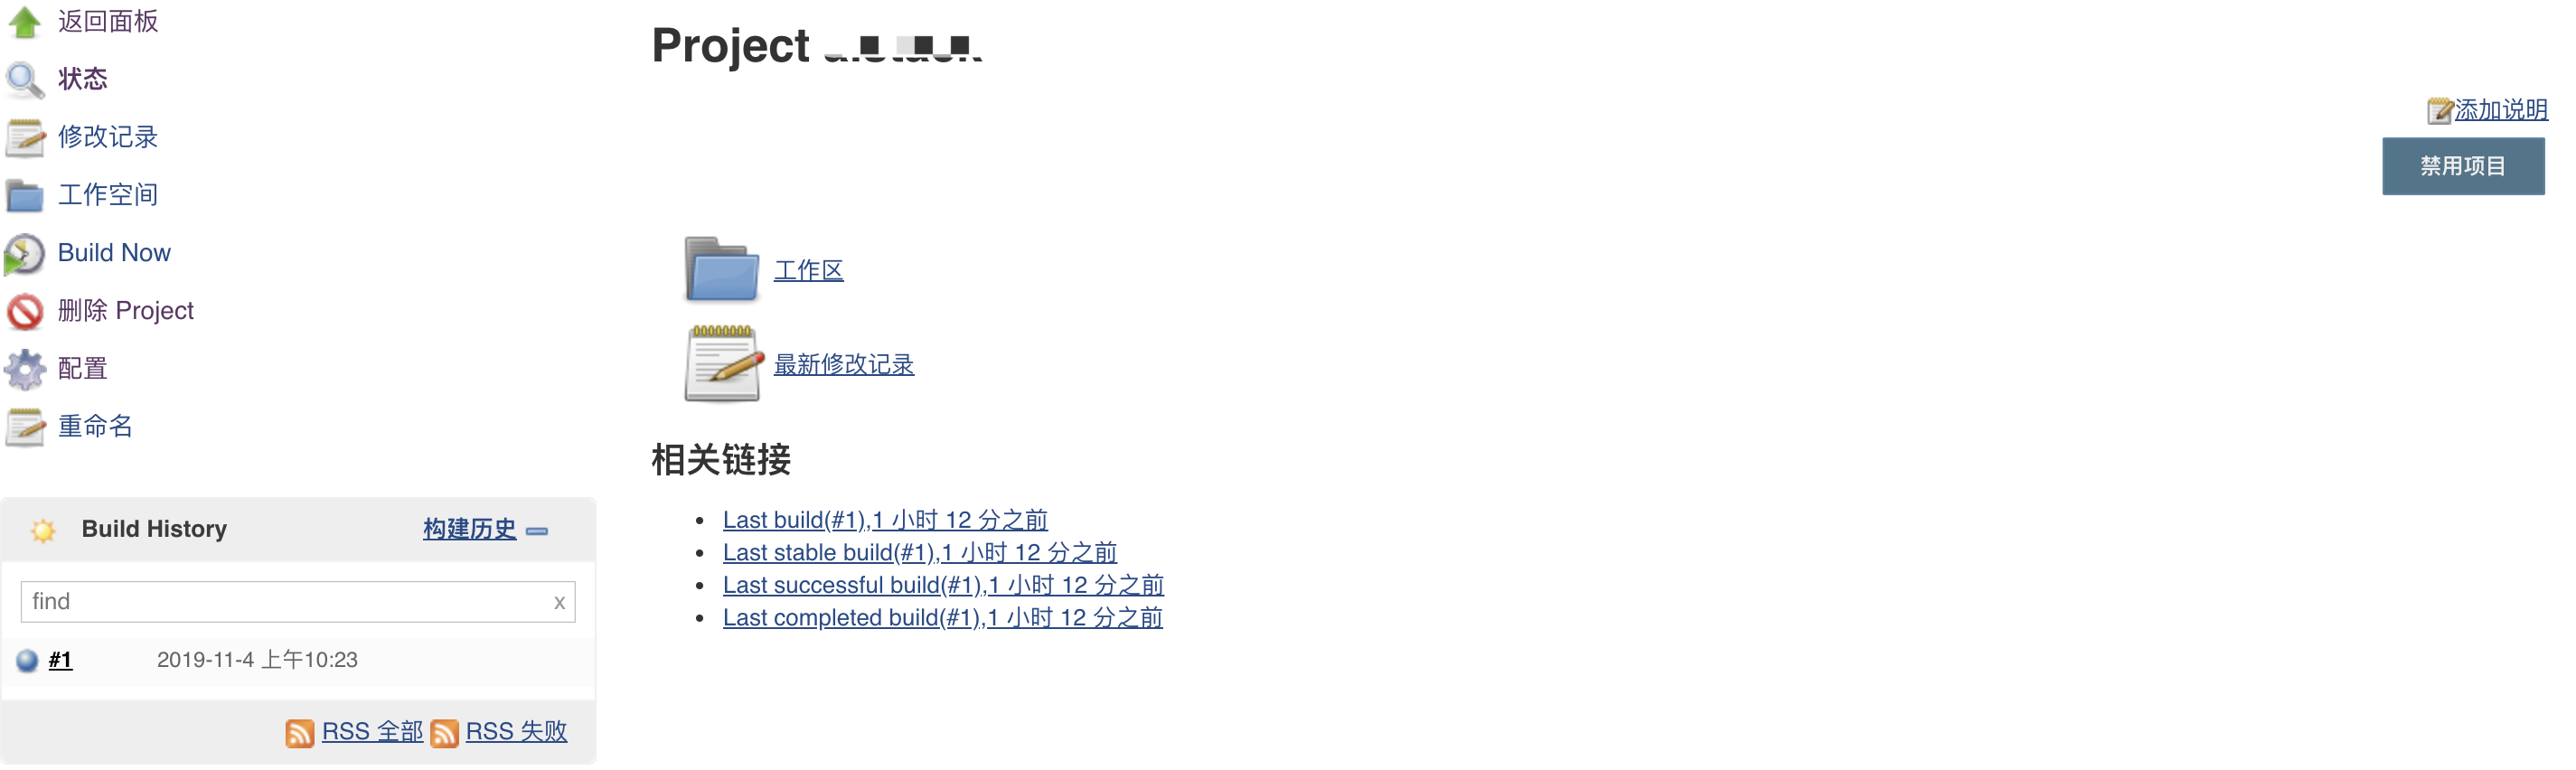 返回面板
状态
修改记录
工作空间
Build Now
删除 Project
配置
重命名
Build History 构建历史
find x
#1 2019-11-4 上午10:23
RSS 全部 RSS 失败
Project
添加说明
禁用项目
工作区
最新修改记录
相关链接
Last build(#1),1 小时 12 分之前
Last stable build(#1),1 小时 12 分之前
Last successful build(#1),1 小时 12 分之前
Last completed build(#1),1 小时 12 分之前